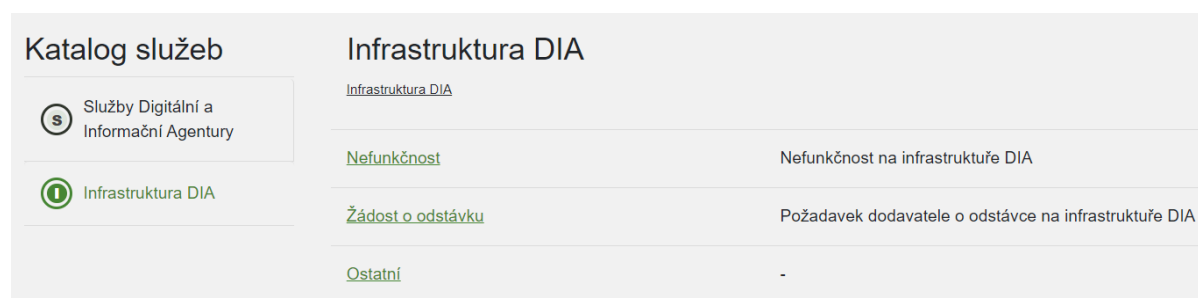 Katalog služeb
S
Služby Digitální a
Informační Agentury
I
Infrastruktura DIA
Infrastruktura DIA
Infrastruktura DIA
Nefunkčnost
Nefunkčnost na infrastruktuře DIA
Žádost o odstávku
Požadavek dodavatele o odstávce na infrastruktuře DIA
Ostatní
-